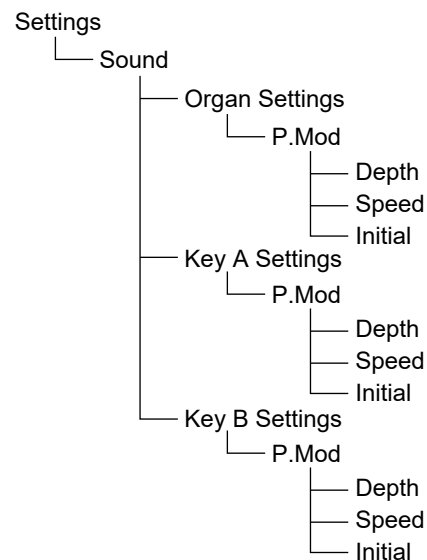 Settings
Sound
Organ Settings
P.Mod
Depth
Speed
Initial
Key A Settings
P.Mod
Depth
Speed
Initial
Key B Settings
P.Mod
Depth
Speed
Initial